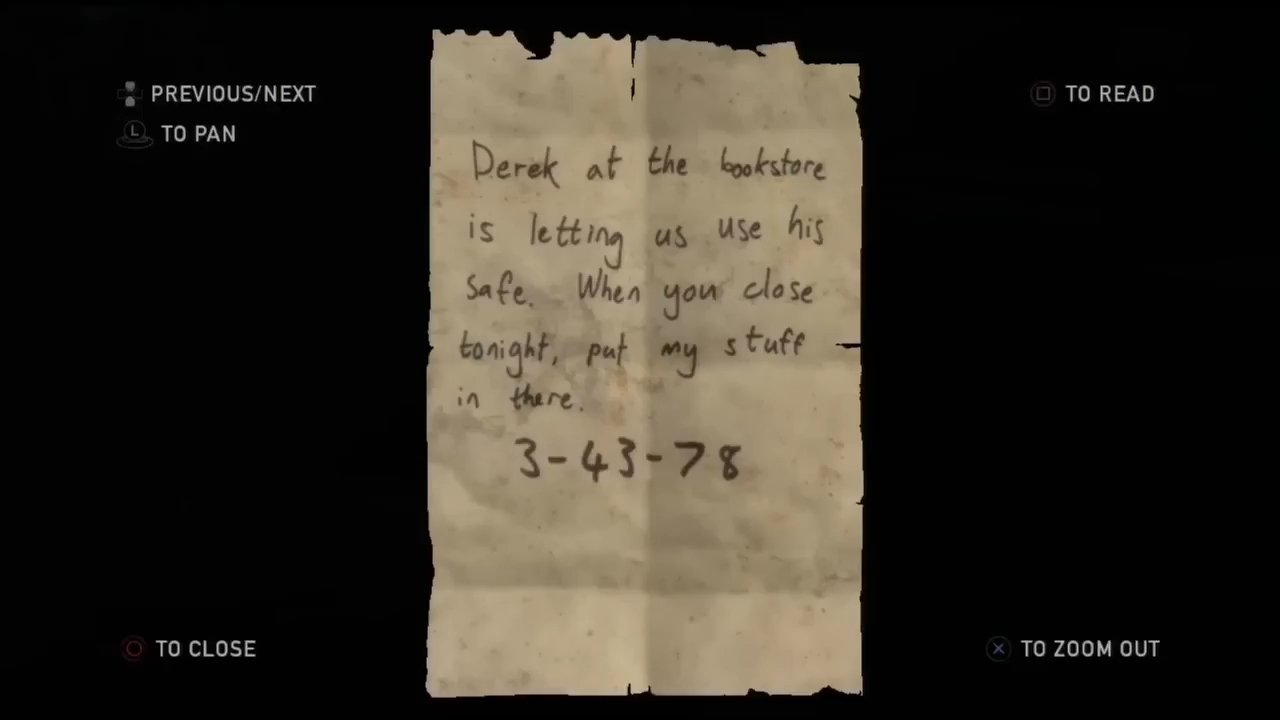 PREVIOUS/NEXT
L TO PAN
TO READ
Derek at the bookstore
is letting us use his
safe. When you close
tonight, put my stuff
in there.
3-43-78
TO CLOSE
TO ZOOM OUT